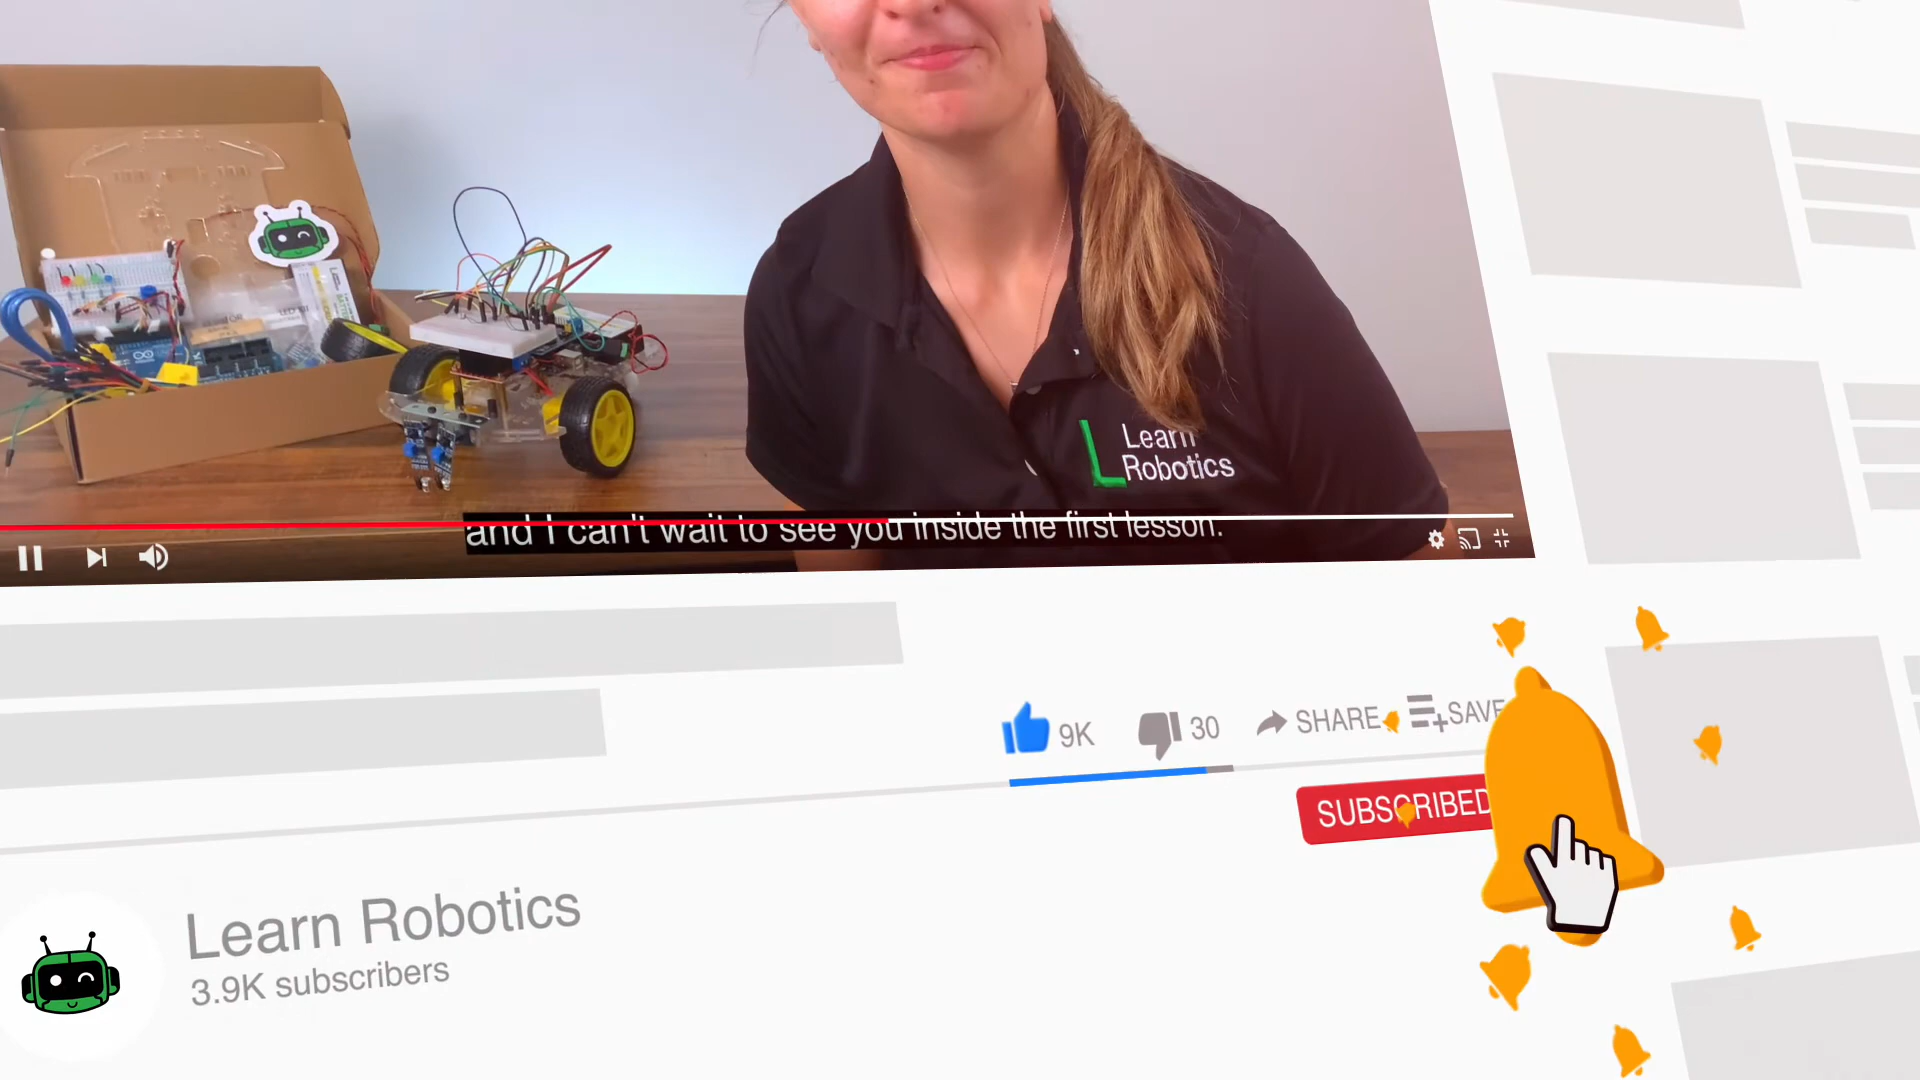 Learn
Robotics
and I can't wait to see you inside the first lesson.
9K
30
SHARE
SAVE
SUBSCRIBED
Learn Robotics
3.9K subscribers